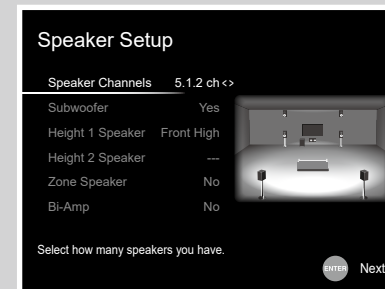 Speaker Setup
Speaker Channels 5.1.2 ch <>
Subwoofer Yes
Height 1 Speaker Front High
Height 2 Speaker ---
Zone Speaker No
Bi-Amp No
Select how many speakers you have.
ENTER Next